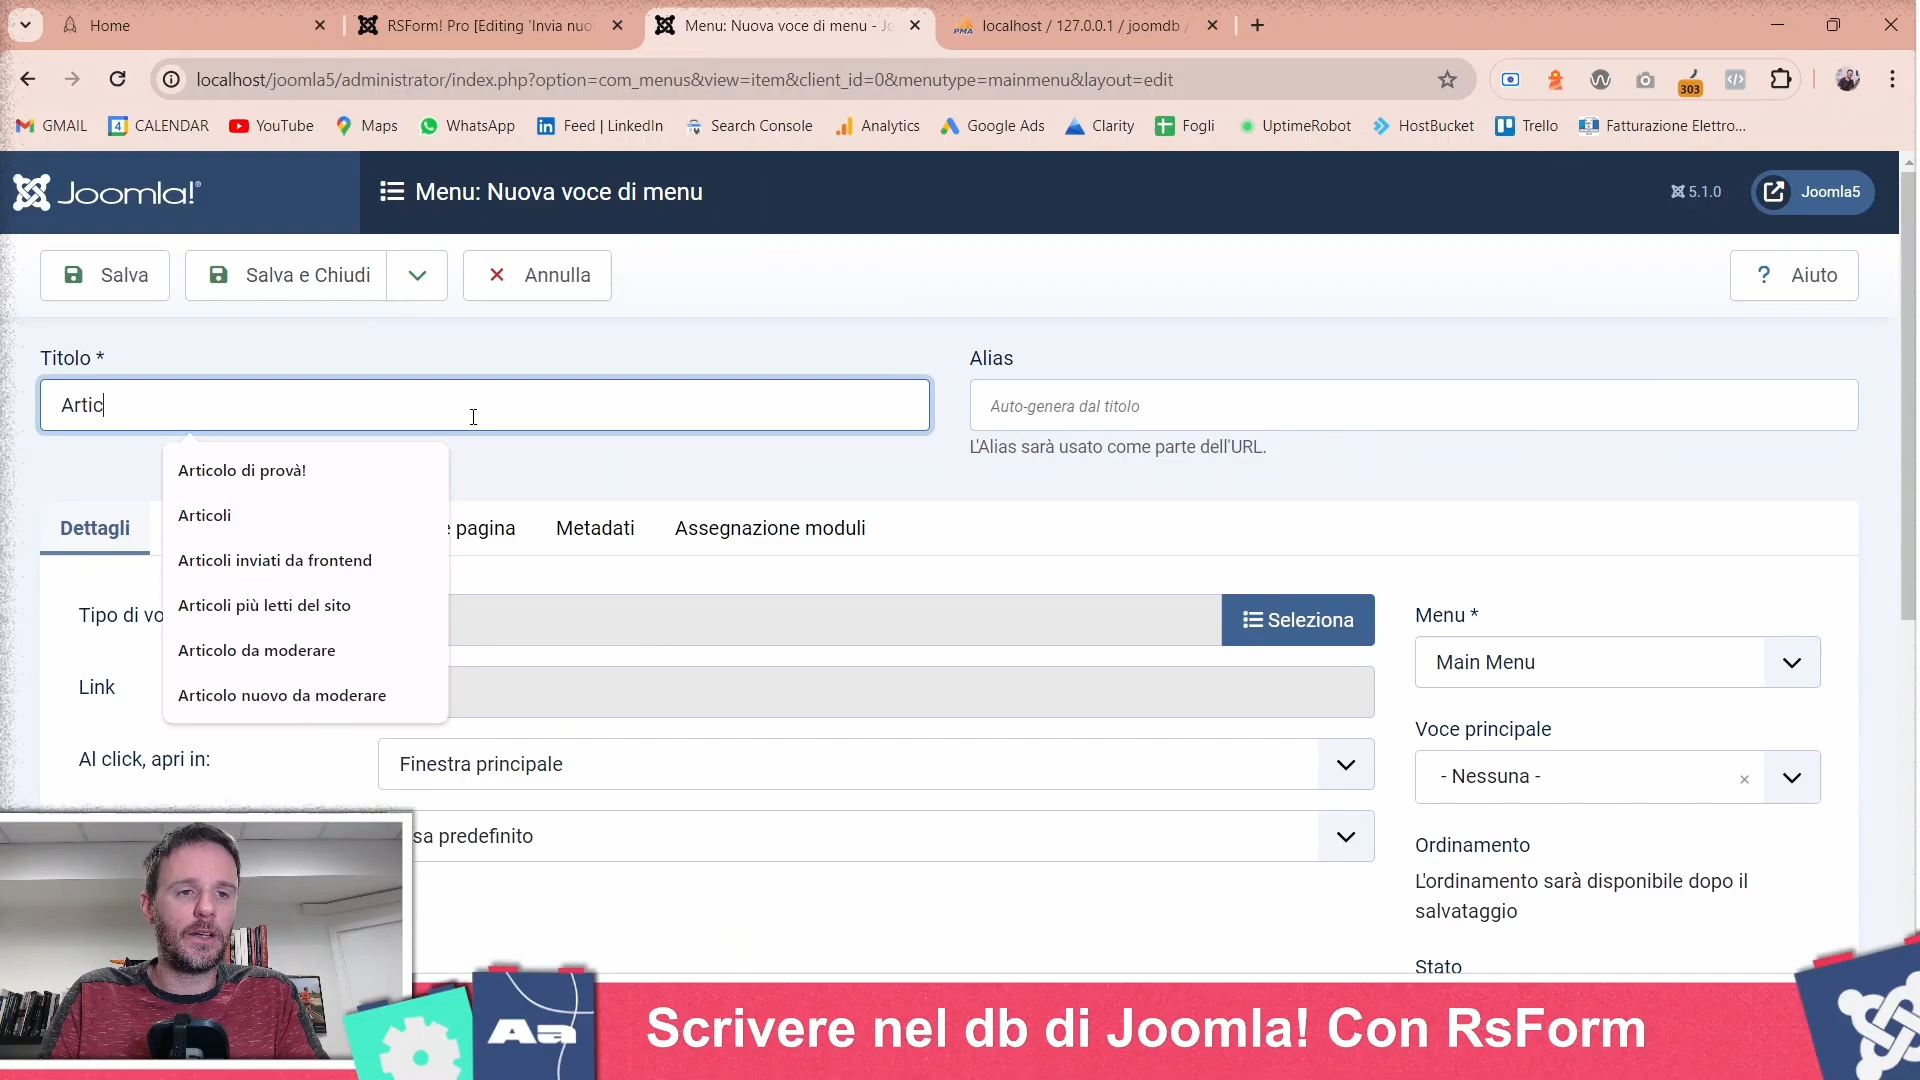 Home
RSForm! Pro [Editing 'Invia nuo
Menu: Nuova voce di menu - Jo
localhost / 127.0.0.1 / joomdb /
localhost/joomla5/administrator/index.php?option=com_menus&view=item&client_id=0&menutype=mainmenu&layout=edit
303
GMAIL
CALENDAR
YouTube
Maps
WhatsApp
Feed | LinkedIn
Search Console
Analytics
Google Ads
Clarity
Fogli
UptimeRobot
HostBucket
Trello
Fatturazione Elettro...
Joomla!
Menu: Nuova voce di menu
5.1.0
Joomla5
Salva
Salva e Chiudi
Annulla
? Aiuto
Titolo *
Alias
Artic
Auto-genera dal titolo
L'Alias sarà usato come parte dell'URL.
Articolo di provà!
Articoli
Articoli inviati da frontend
Articoli più letti del sito
Articolo da moderare
Articolo nuovo da moderare
Dettagli
e pagina
Metadati
Assegnazione moduli
Tipo di vo
Seleziona
Menu *
Main Menu
Link
Voce principale
- Nessuna -
Al click, apri in:
Finestra principale
sa predefinito
Ordinamento
L'ordinamento sarà disponibile dopo il
salvataggio
Stato
Aa
Scrivere nel db di Joomla! Con RsForm